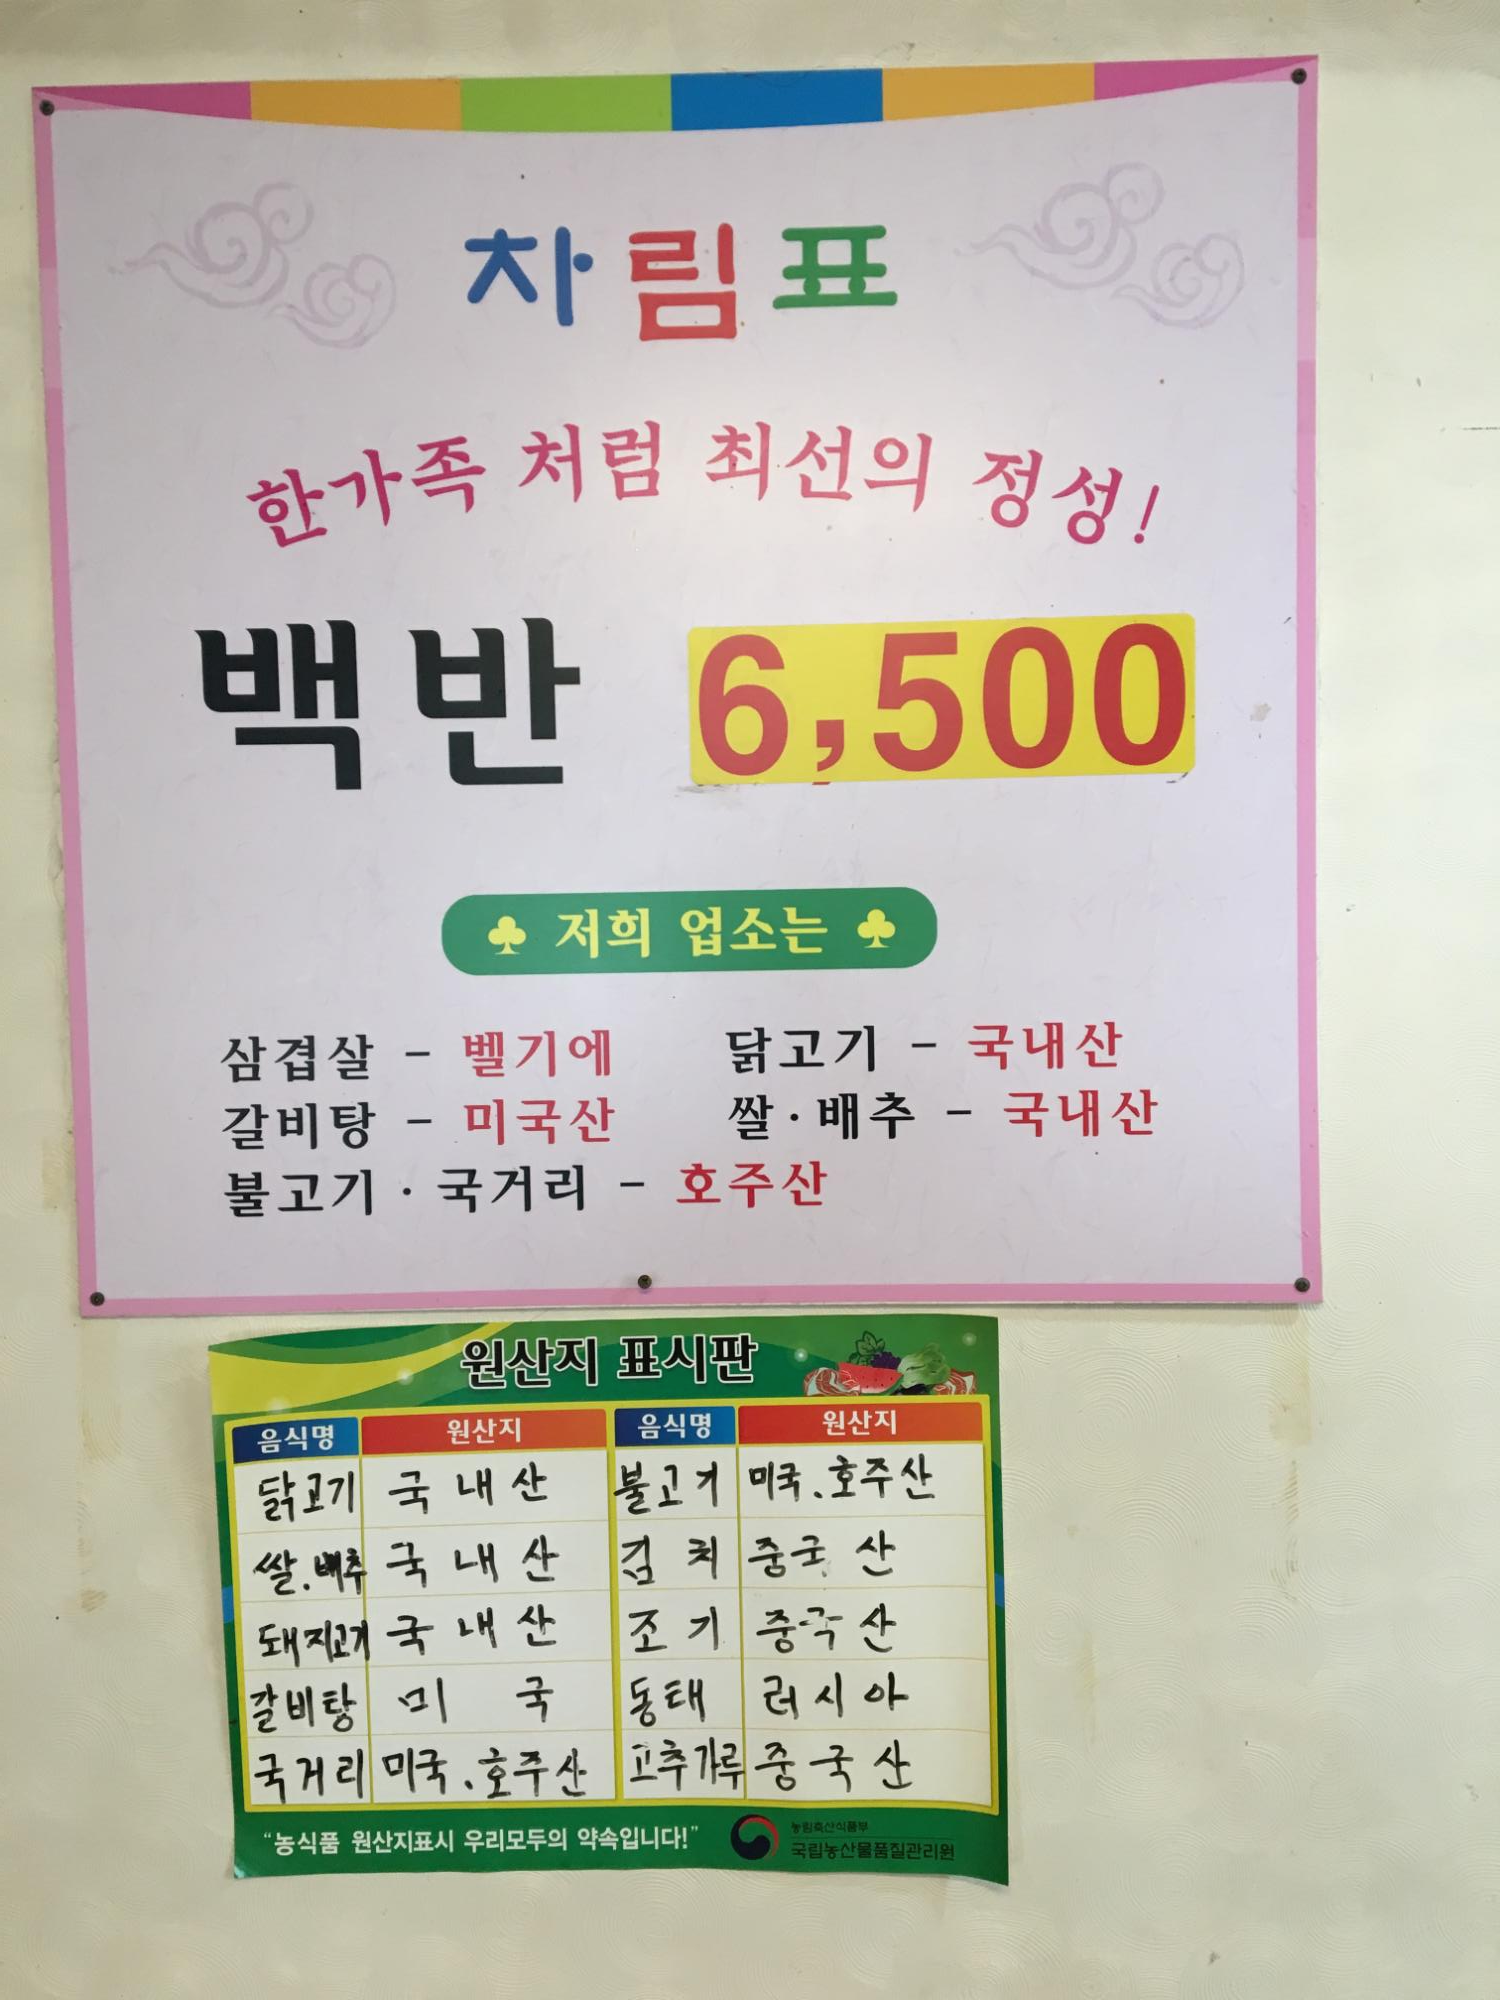 차림표
한가족 처럼 최선의 정성!
백반 6,500
♣ 저희 업소는 ♣
삼겹살 - 벨기에 닭고기 - 국내산
갈비탕 - 미국산 쌀·배추 - 국내산
불고기·국거리 - 호주산
원산지 표시판
음식명 원산지 음식명 원산지
닭고기 국내산 불고기 미국.호주산
쌀.배추 국내산 김치 중국산
돼지고기 국내산 조기 중국산
갈비탕 미국 동태 러시아
국거리 미국.호주산 고추가루 중국산
"농식품 원산지표시 우리모두의 약속입니다!"
농림축산식품부
국립농산물품질관리원